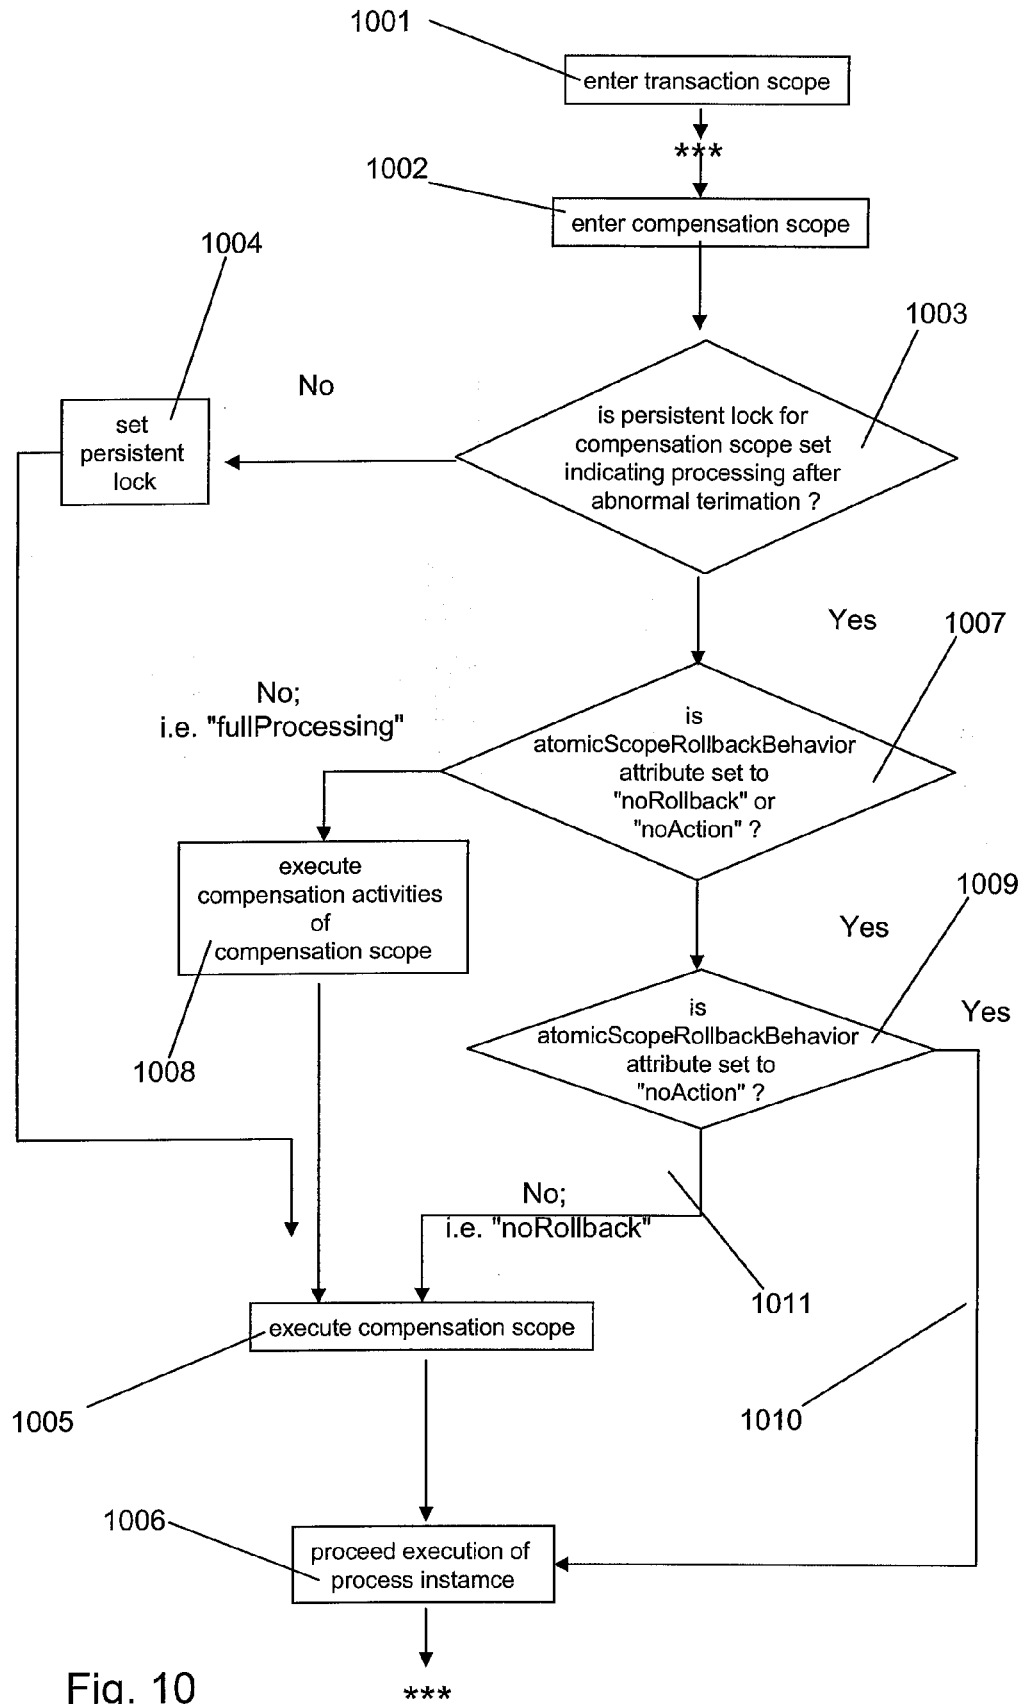 1001
enter transaction scope
***
1002
enter compensation scope
1004
1003
No
set
persistent
lock
is persistent lock for
compensation scope set
indicating processing after
abnormal terimation ?
Yes
1007
No;
i.e. "fullProcessing"
is
atomicScopeRollbackBehavior
attribute set to
"noRollback" or
"noAction" ?
execute
compensation activities
of
compensation scope
1009
Yes
Yes
is
atomicScopeRollbackBehavior
attribute set to
"noAction" ?
1008
No;
i.e. "noRollback"
1011
execute compensation scope
1005
1010
1006
proceed execution of
process instamce
***
Fig. 10